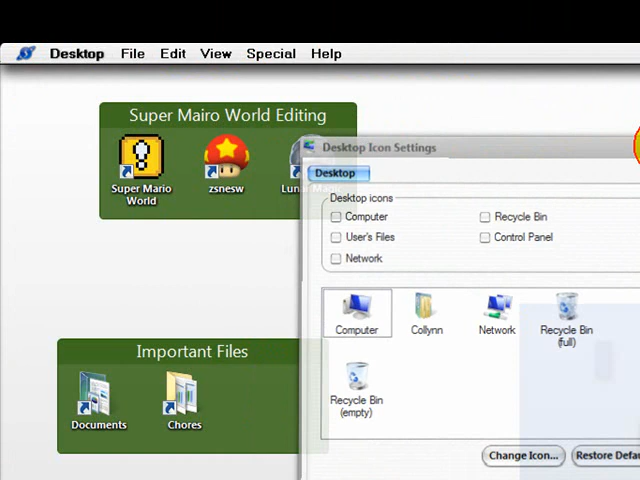 Desktop File Edit View Special Help
Super Mairo World Editing
Super Mario
World
zsnesw
Desktop Icon Settings
Desktop
Desktop icons
Computer
Recycle Bin
User's Files
Control Panel
Network
Computer
Collynn
Network
Recycle Bin
(full)
Recycle Bin
(empty)
Important Files
Documents
Chores
Change Icon...
Restore